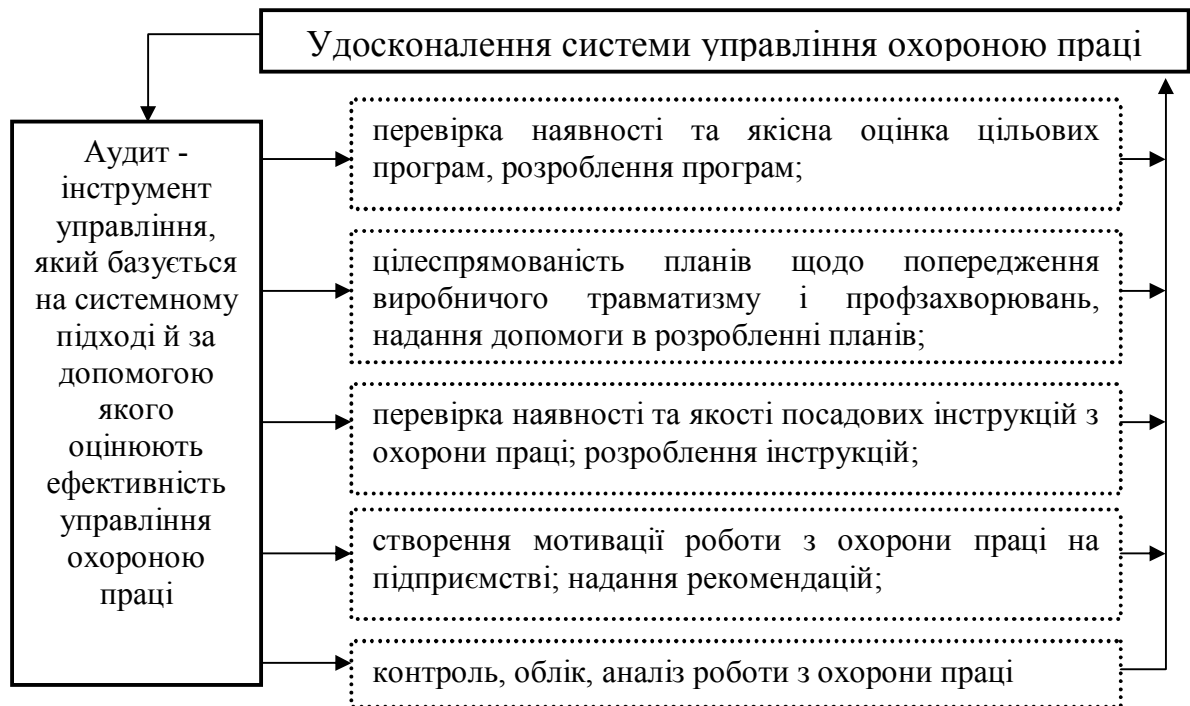 Удосконалення системи управління охороною праці
Аудит -
інструмент
управління,
який базується
на системному
підході й за
допомогою
якого
оцінюють
ефективність
управління
охороною
праці
перевірка наявності та якісна оцінка цільових
програм, розроблення програм;
цілеспрямованість планів щодо попередження
виробничого травматизму і профзахворювань,
надання допомоги в розробленні планів;
перевірка наявності та якості посадових інструкцій з
охорони праці; розроблення інструкцій;
створення мотивації роботи з охорони праці на
підприємстві; надання рекомендацій;
контроль, облік, аналіз роботи з охорони праці